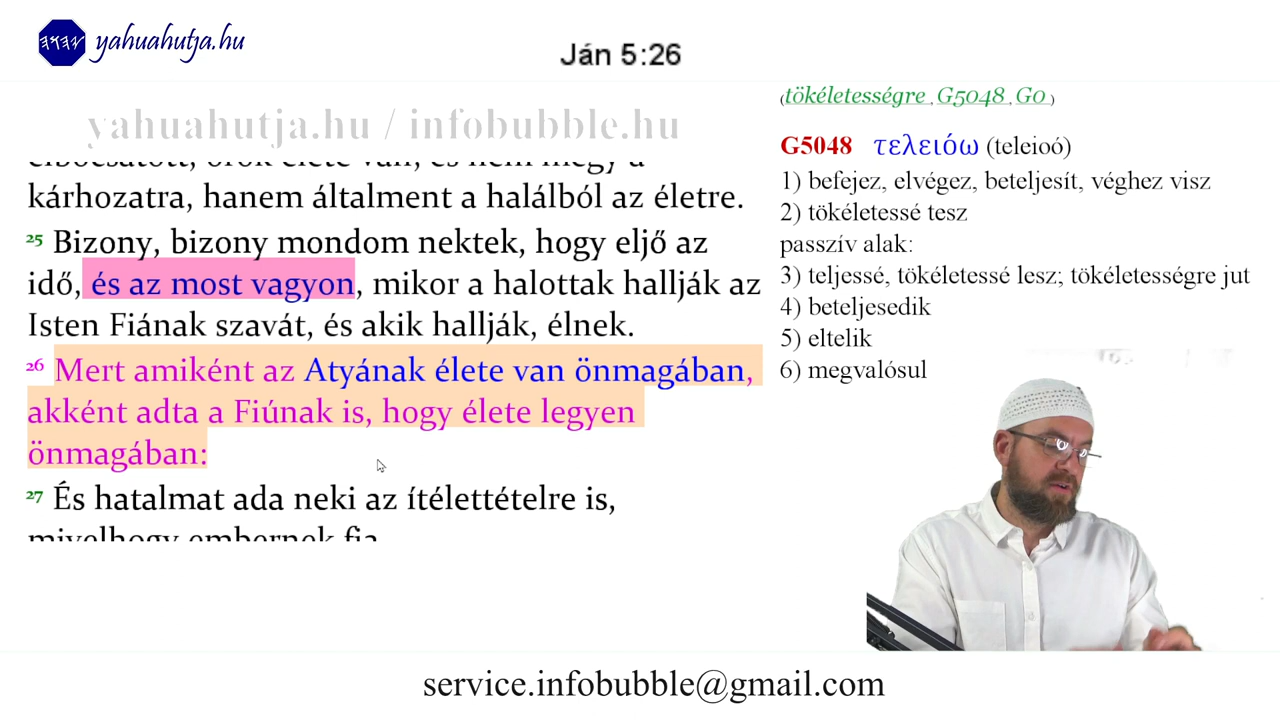 yahuahutja.hu
Ján 5:26
yahuahutja.hu / infobubble.hu
kárhozatra, hanem általment a halálból az életre.
25 Bizony, bizony mondom nektek, hogy eljő az
idő, és az most vagyon, mikor a halottak hallják az
Isten Fiának szavát, és akik hallják, élnek.
26 Mert amiként az Atyának élete van önmagában,
akként adta a Fiúnak is, hogy élete legyen
önmagában:
27 És hatalmat ada neki az ítélettételre is,
mivelhogy embernek fia
(tökéletességre , G5048 , G0 )
G5048 τελειόω (teleioó)
1) befejez, elvégez, beteljesít, véghez visz
2) tökéletessé tesz
passzív alak:
3) teljessé, tökéletessé lesz; tökéletességre jut
4) beteljesedik
5) eltelik
6) megvalósul
service.infobubble@gmail.com